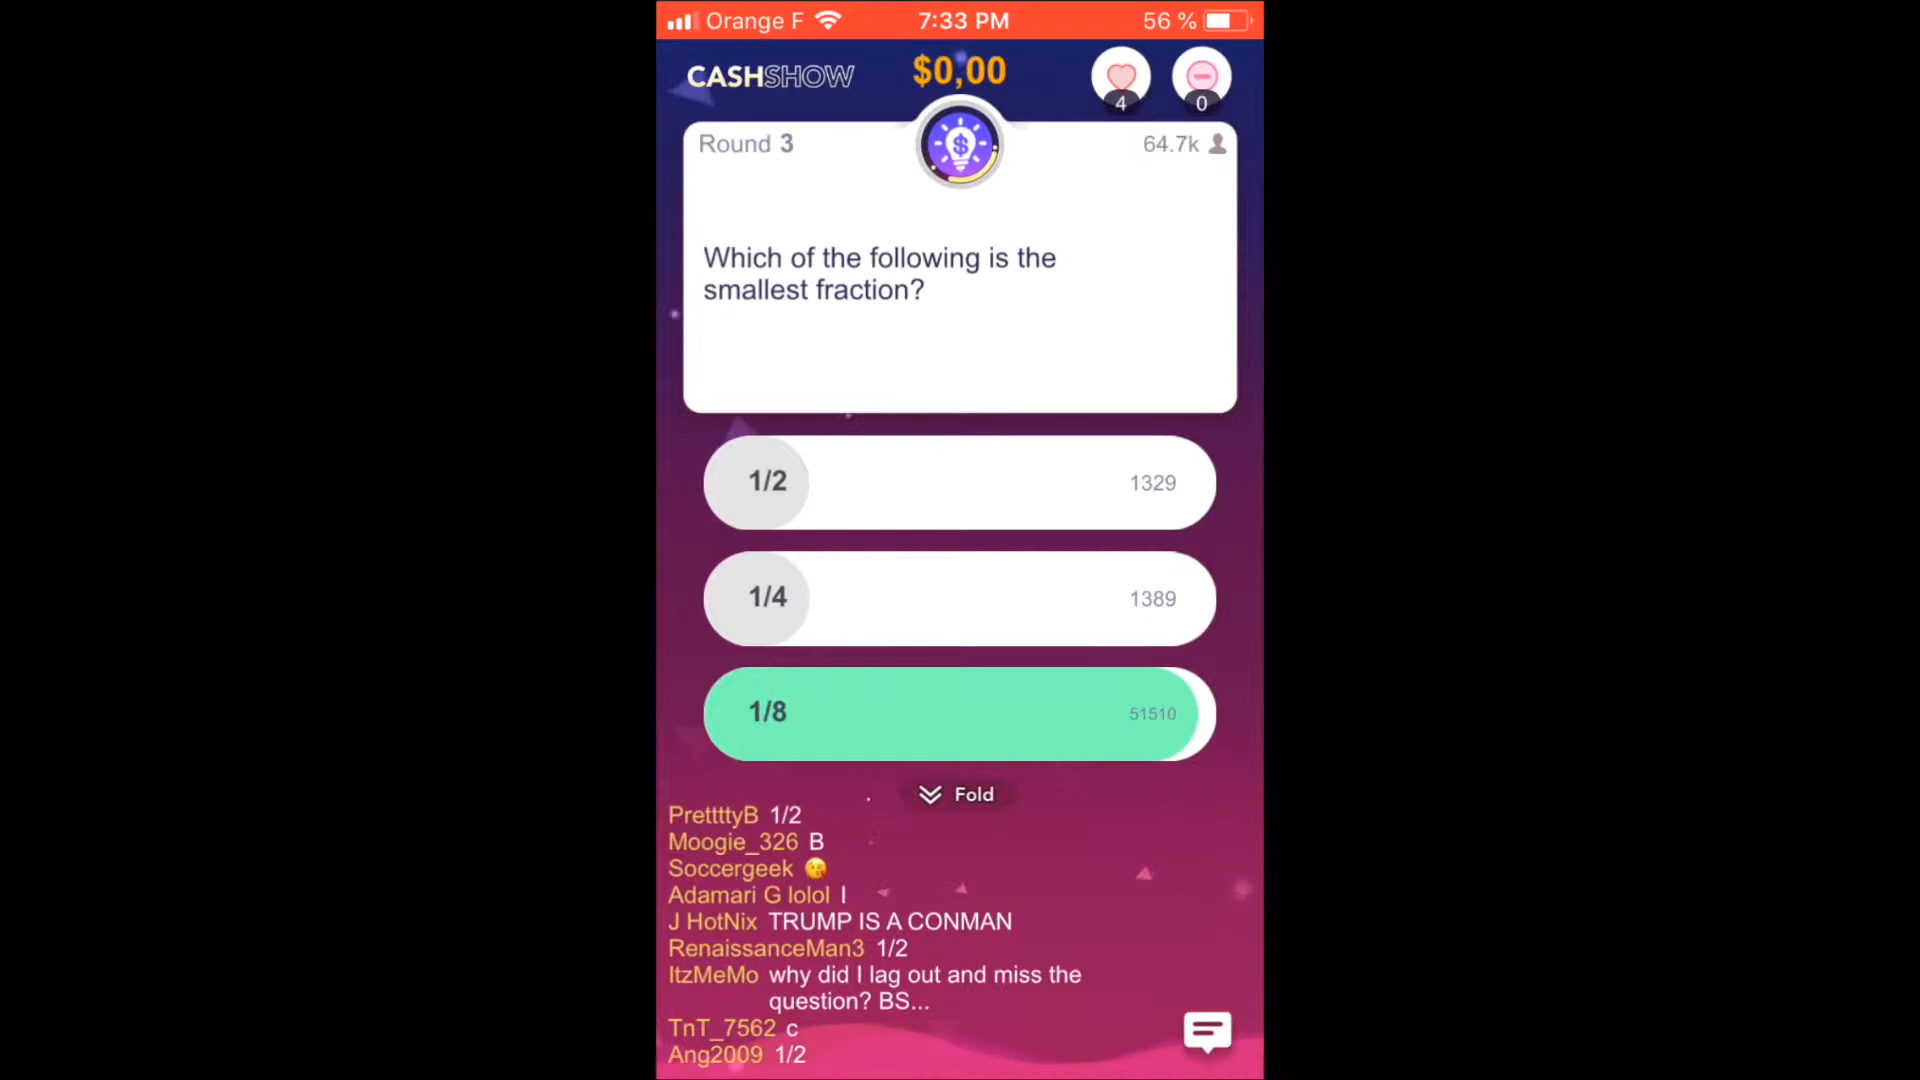 Orange F 7:33 PM 56 %
CASHSHOW $0,00
4 0
Round 3 64.7k
$
Which of the following is the
smallest fraction?
1/2 1329
1/4 1389
1/8 51510
Fold
PrettttyB 1/2
Moogie_326 B
Soccergeek 😘
Adamari G lolol I
J HotNix TRUMP IS A CONMAN
RenaissanceMan3 1/2
ItzMeMo why did I lag out and miss the
question? BS...
TnT_7562 c
Ang2009 1/2